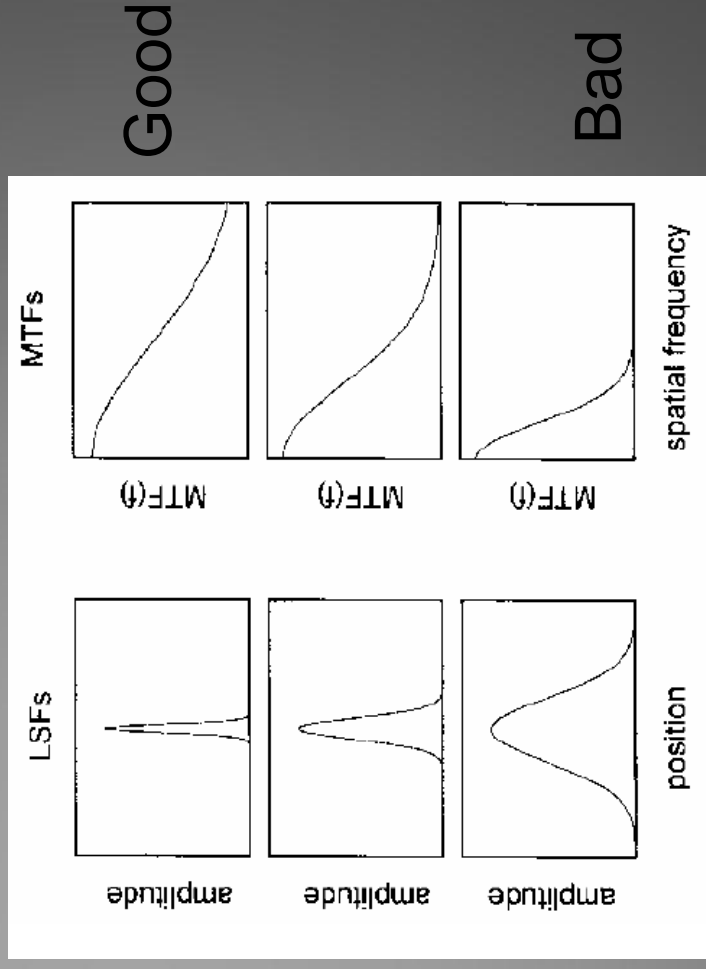 LSFs
MTFs
amplitude
MTF(f)
Good
amplitude
MTF(f)
amplitude
MTF(f)
Bad
position
spatial frequency